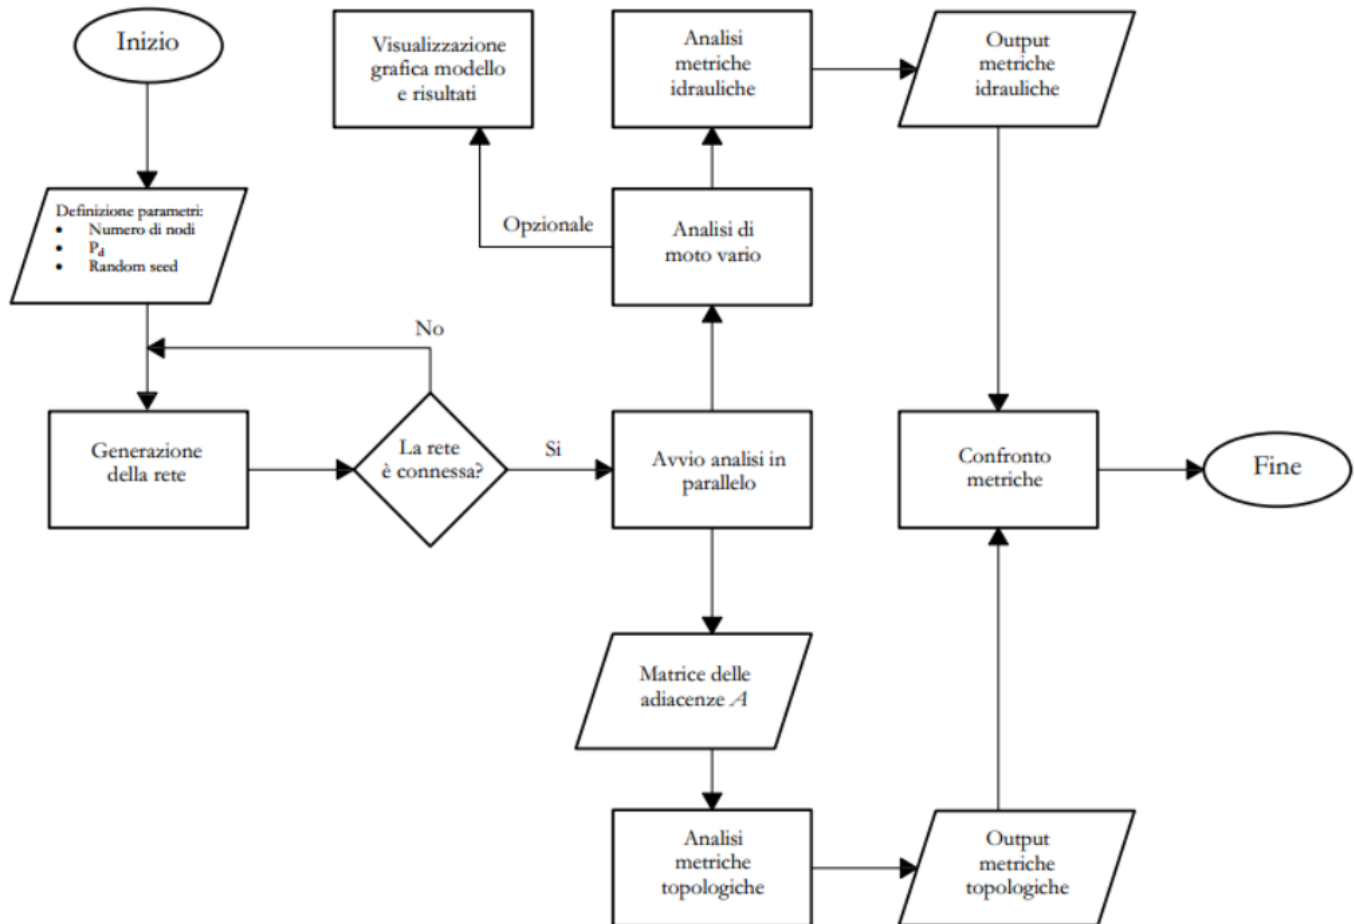 Inizio
Definizione parametri:
• Numero di nodi
• Pd
• Random seed
Generazione
della rete
La rete
è connessa?
No
Si
Avvio analisi in
parallelo
Analisi di
moto vario
Opzionale
Visualizzazione
grafica modello
e risultati
Analisi
metriche
idrauliche
Output
metriche
idrauliche
Matrice delle
adiacenze A
Analisi
metriche
topologiche
Output
metriche
topologiche
Confronto
metriche
Fine